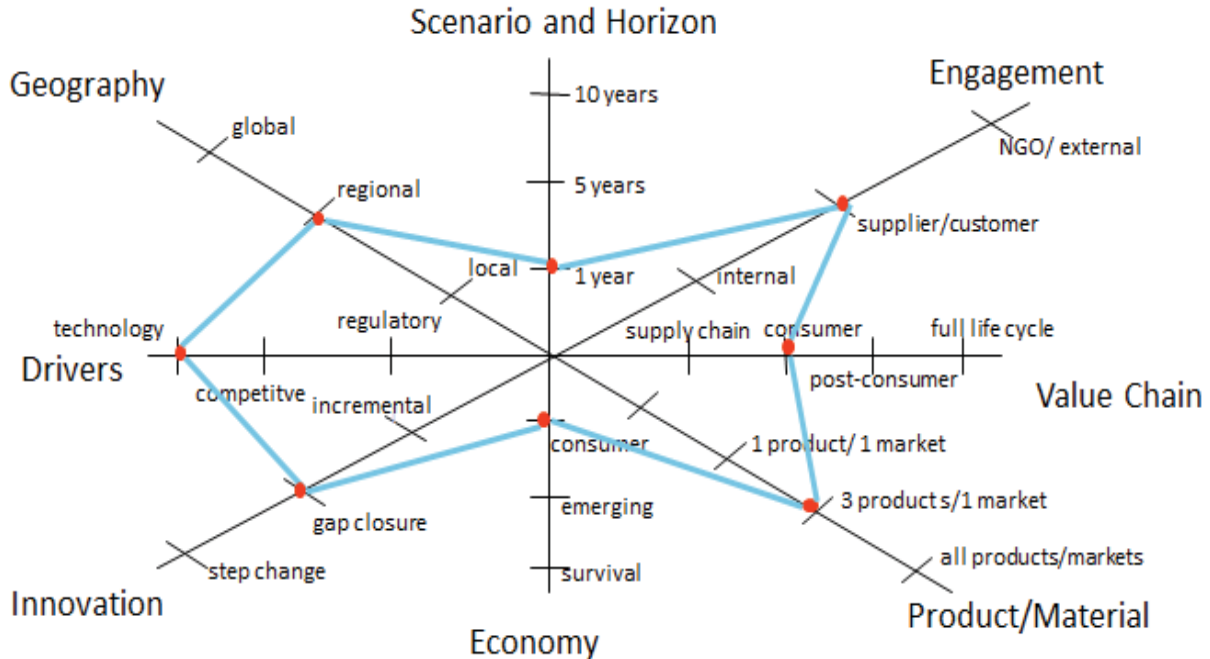 Scenario and Horizon
Geography
Engagement
10 years
global
NGO/ external
regional
5 years
supplier/customer
local
1 year
internal
regulatory
technology
supply chain
consumer
full life cycle
Drivers
competitve
post-consumer
Value Chain
incremental
consumer
1 product/ 1 market
gap closure
emerging
3 product s/1 market
step change
survival
all products/markets
Innovation
Economy
Product/Material